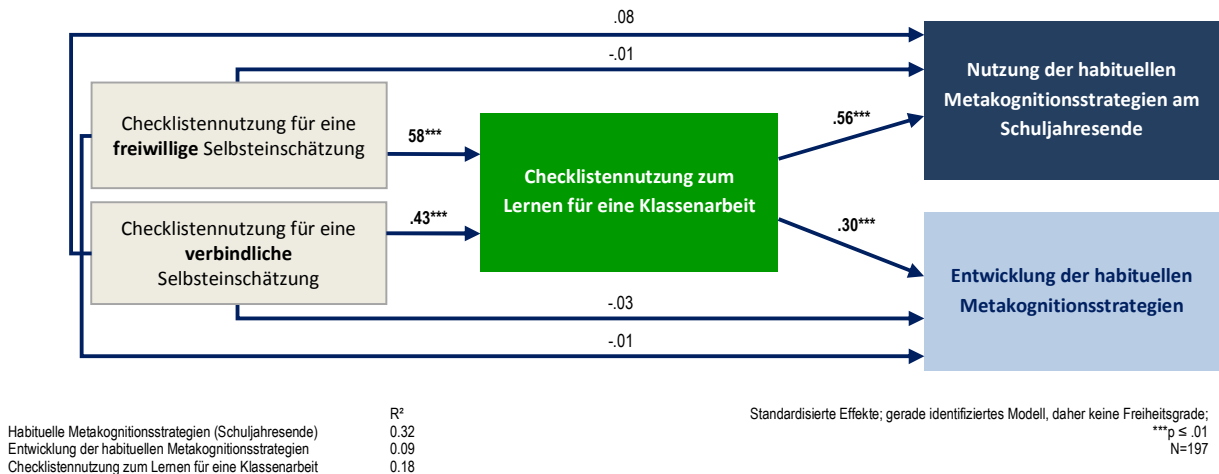 .08
-.01
Checklistennutzung für eine
freiwillige Selbsteinschätzung
58***
Checklistennutzung für eine
verbindliche
Selbsteinschätzung
.43***
Checklistennutzung zum
Lernen für eine Klassenarbeit
.56***
.30***
Nutzung der habituellen
Metakognitionsstrategien am
Schuljahresende
Entwicklung der habituellen
Metakognitionsstrategien
-.03
-.01
R²
Habituelle Metakognitionsstrategien (Schuljahresende) 0.32
Entwicklung der habituellen Metakognitionsstrategien 0.09
Checklistennutzung zum Lernen für eine Klassenarbeit 0.18
Standardisierte Effekte; gerade identifiziertes Modell, daher keine Freiheitsgrade;
***p ≤ .01
N=197